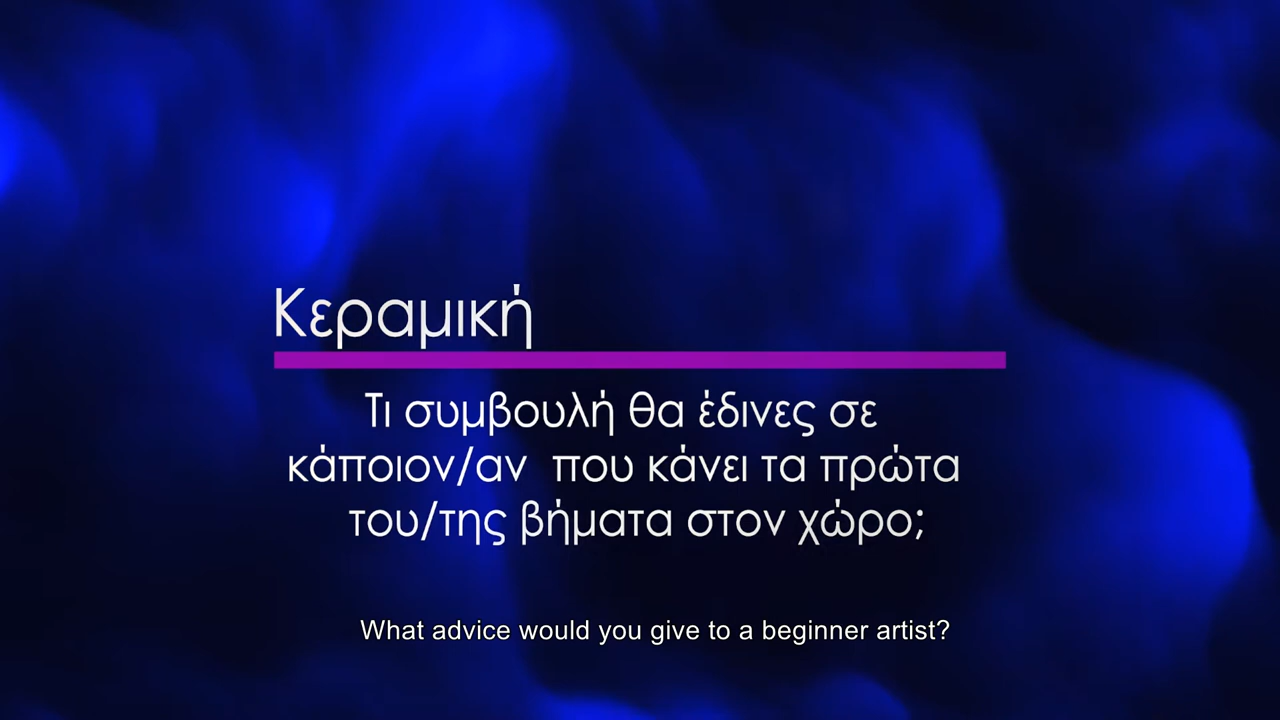 Κεραμική
Τι συμβουλή θα έδινες σε
κάποιον/αν που κάνει τα πρώτα
του/της βήματα στον χώρο;
What advice would you give to a beginner artist?